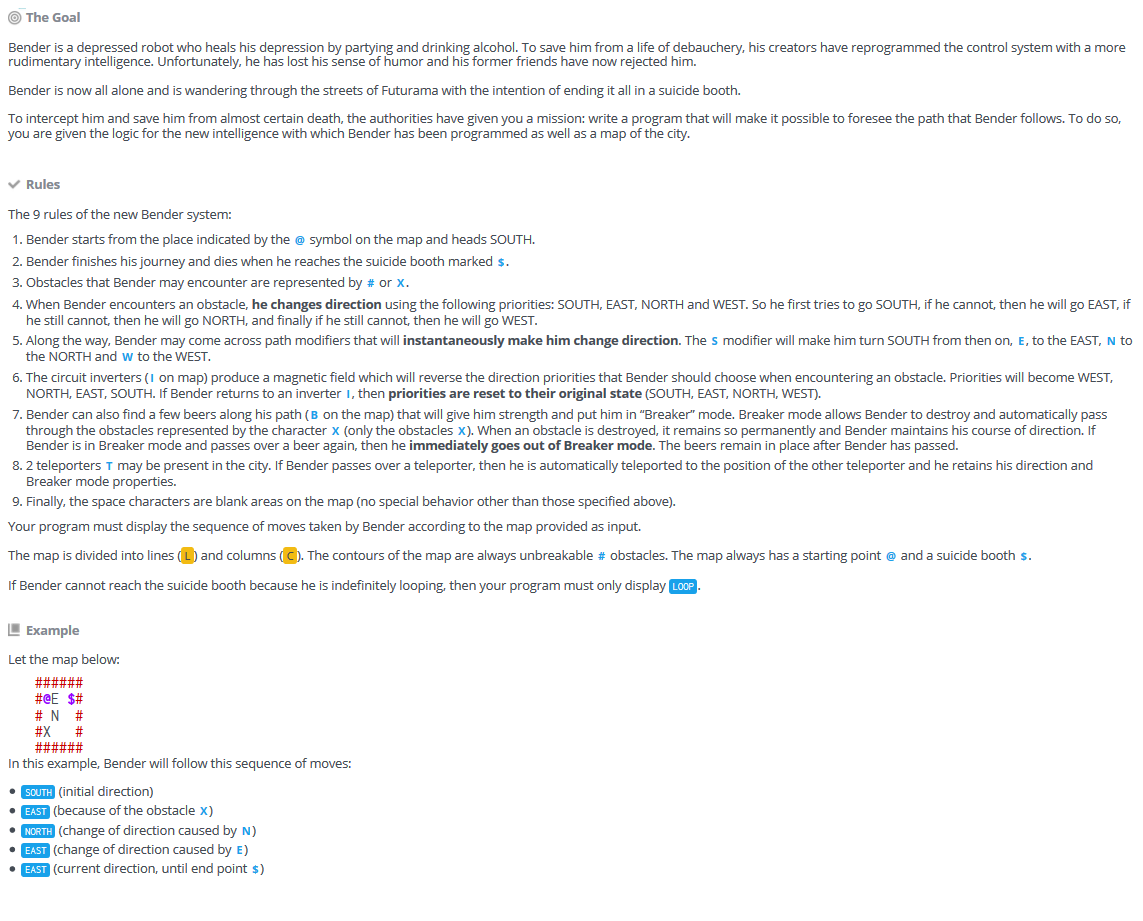 The Goal
Bender is a depressed robot who heals his depression by partying and drinking alcohol. To save him from a life of debauchery, his creators have reprogrammed the control system with a more
rudimentary intelligence. Unfortunately, he has lost his sense of humor and his former friends have now rejected him.
Bender is now all alone and is wandering through the streets of Futurama with the intention of ending it all in a suicide booth.
To intercept him and save him from almost certain death, the authorities have given you a mission: write a program that will make it possible to foresee the path that Bender follows. To do so,
you are given the logic for the new intelligence with which Bender has been programmed as well as a map of the city.
Rules
The 9 rules of the new Bender system:
1. Bender starts from the place indicated by the @ symbol on the map and heads SOUTH.
2. Bender finishes his journey and dies when he reaches the suicide booth marked $.
3. Obstacles that Bender may encounter are represented by # or X.
4. When Bender encounters an obstacle, he changes direction using the following priorities: SOUTH, EAST, NORTH and WEST. So he first tries to go SOUTH, if he cannot, then he will go EAST, if
he still cannot, then he will go NORTH, and finally if he still cannot, then he will go WEST.
5. Along the way, Bender may come across path modifiers that will instantaneously make him change direction. The S modifier will make him turn SOUTH from then on, E, to the EAST, N to
the NORTH and W to the WEST.
6. The circuit inverters (I on map) produce a magnetic field which will reverse the direction priorities that Bender should choose when encountering an obstacle. Priorities will become WEST,
NORTH, EAST, SOUTH. If Bender returns to an inverter I, then priorities are reset to their original state (SOUTH, EAST, NORTH, WEST).
7. Bender can also find a few beers along his path (B on the map) that will give him strength and put him in “Breaker” mode. Breaker mode allows Bender to destroy and automatically pass
through the obstacles represented by the character X (only the obstacles X). When an obstacle is destroyed, it remains so permanently and Bender maintains his course of direction. If
Bender is in Breaker mode and passes over a beer again, then he immediately goes out of Breaker mode. The beers remain in place after Bender has passed.
8. 2 teleporters T may be present in the city. If Bender passes over a teleporter, then he is automatically teleported to the position of the other teleporter and he retains his direction and
Breaker mode properties.
9. Finally, the space characters are blank areas on the map (no special behavior other than those specified above).
Your program must display the sequence of moves taken by Bender according to the map provided as input.
The map is divided into lines (L) and columns (C). The contours of the map are always unbreakable # obstacles. The map always has a starting point @ and a suicide booth $.
If Bender cannot reach the suicide booth because he is indefinitely looping, then your program must only display LOOP.
Example
Let the map below:
######
#@E $#
# N  #
#X   #
######
In this example, Bender will follow this sequence of moves:
• SOUTH (initial direction)
• EAST (because of the obstacle X)
• NORTH (change of direction caused by N)
• EAST (change of direction caused by E)
• EAST (current direction, until end point $)